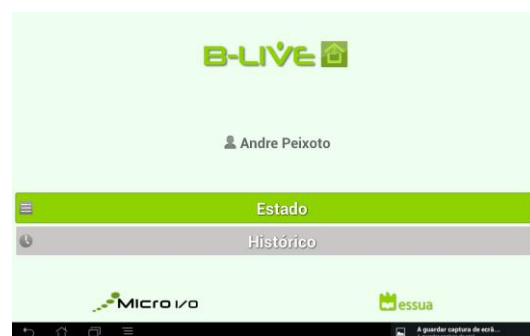 B-LIVE
Andre Peixoto
Estado
Histórico
Micro I/O
essua
A guardar captura de ecrã...